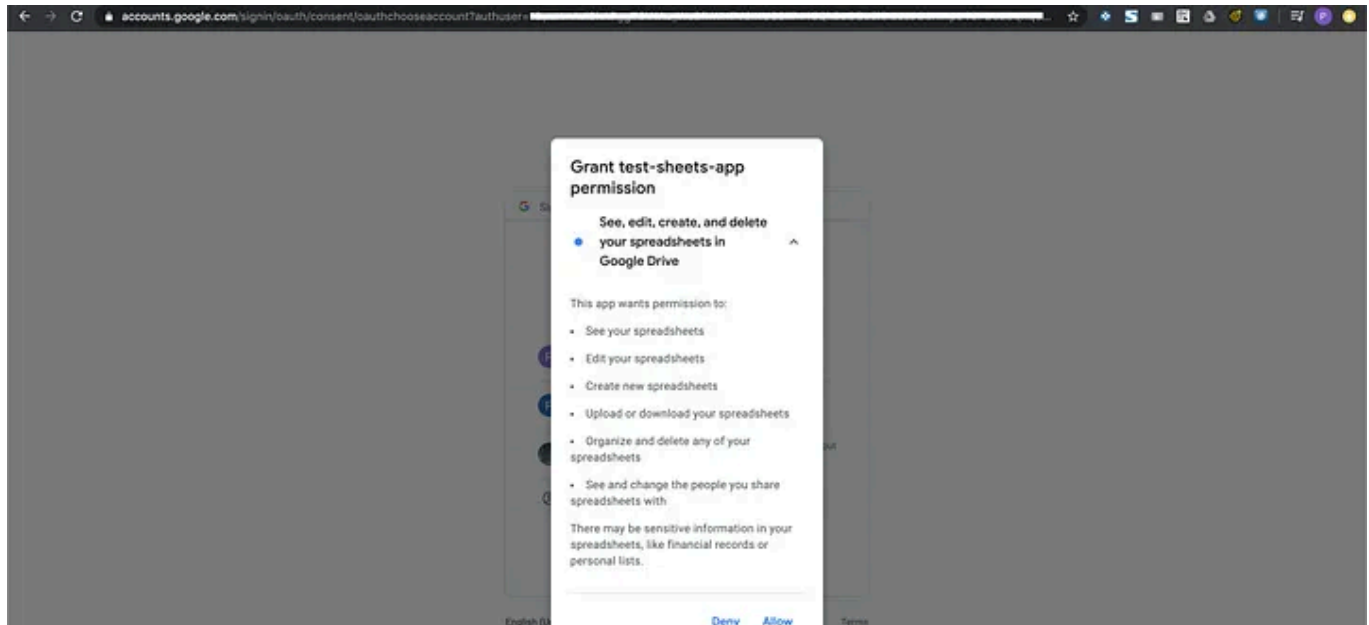 accounts.google.com/signin/oauth/consent/oauthchooseaccount?authuser=
Grant test-sheets-app
permission
G
See, edit, create, and delete
your spreadsheets in
Google Drive
This app wants permission to:
• See your spreadsheets
• Edit your spreadsheets
• Create new spreadsheets
• Upload or download your spreadsheets
• Organize and delete any of your
spreadsheets
• See and change the people you share
spreadsheets with
There may be sensitive information in your
spreadsheets, like financial records or
personal lists.
English
Deny Allow
Terms